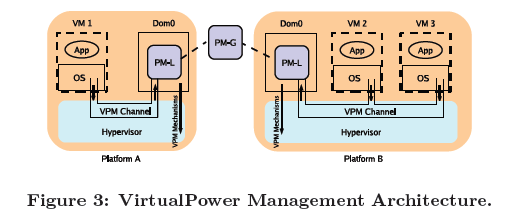 VM 1 Dom0 Dom0 VM 2 VM 3
App PM-L PM-G PM-L App App
OS OS OS
VPM Channel VPM Mechanisms VPM Mechanisms VPM Channel
Hypervisor Hypervisor
Platform A Platform B
Figure 3: VirtualPower Management Architecture.